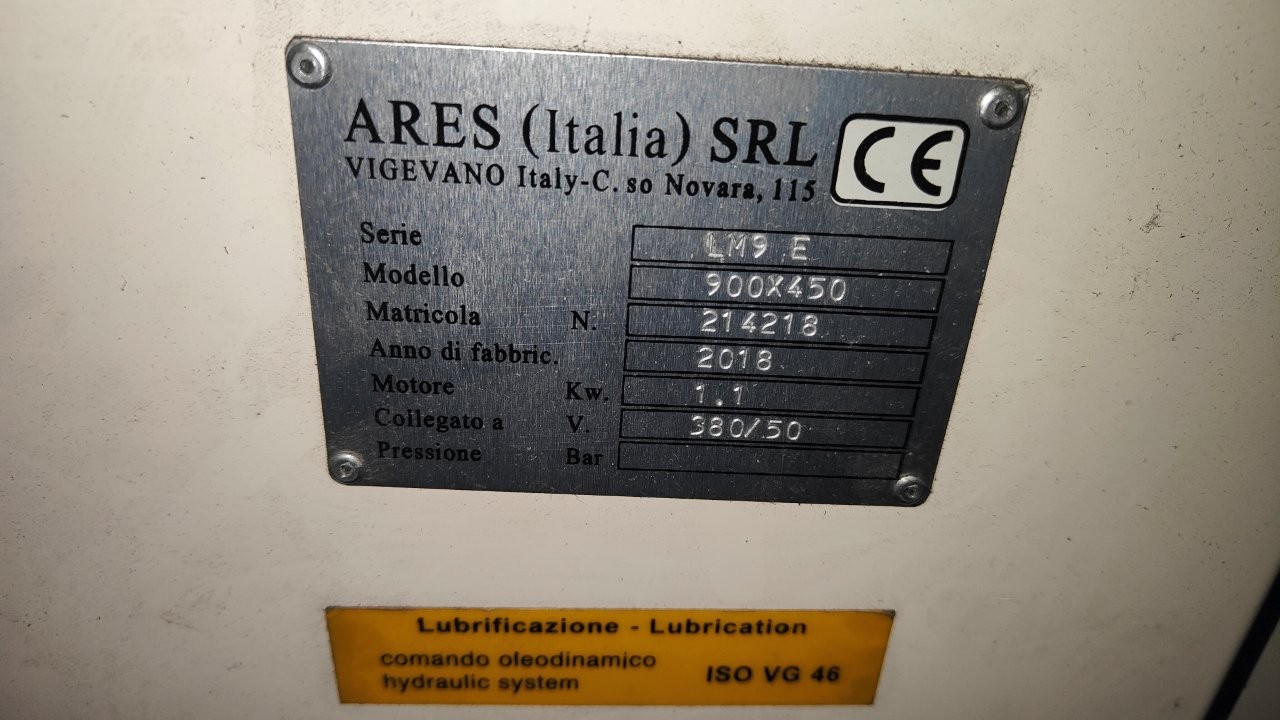 ARES (Italia) SRL CE
VIGEVANO Italy-C. so Novara, 115
Serie LM9 E
Modello 900X450
Matricola N. 214218
Anno di fabbric. 2018
Motore Kw. 1.1
Collegato a V. 380/50
Pressione Bar
Lubrificazione - Lubrication
comando oleodinamico
hydraulic system ISO VG 46